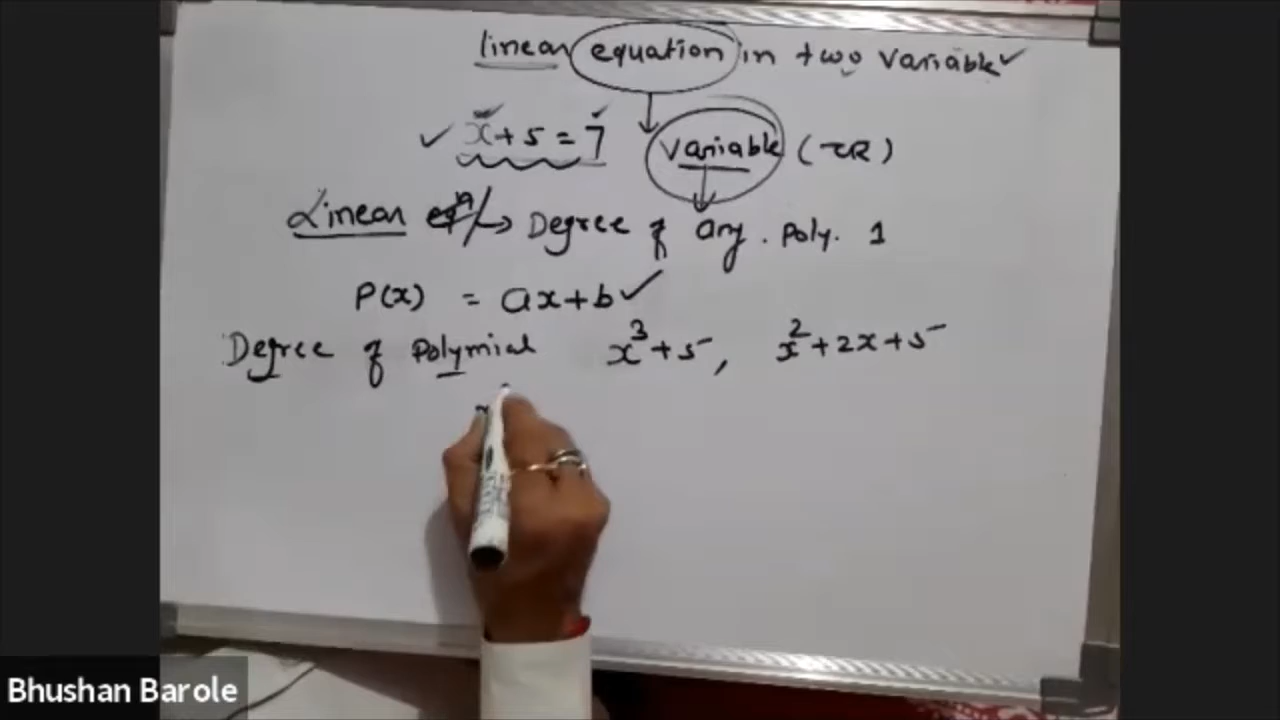 linear equation in two variable ✓
✓ x + 5 = 7 variable
Linear eqn → Degree of any. Poly. 1
P(x) = ax+b ✓
Degree of Polymial x³+5, x²+2x+5
Bhushan Barole